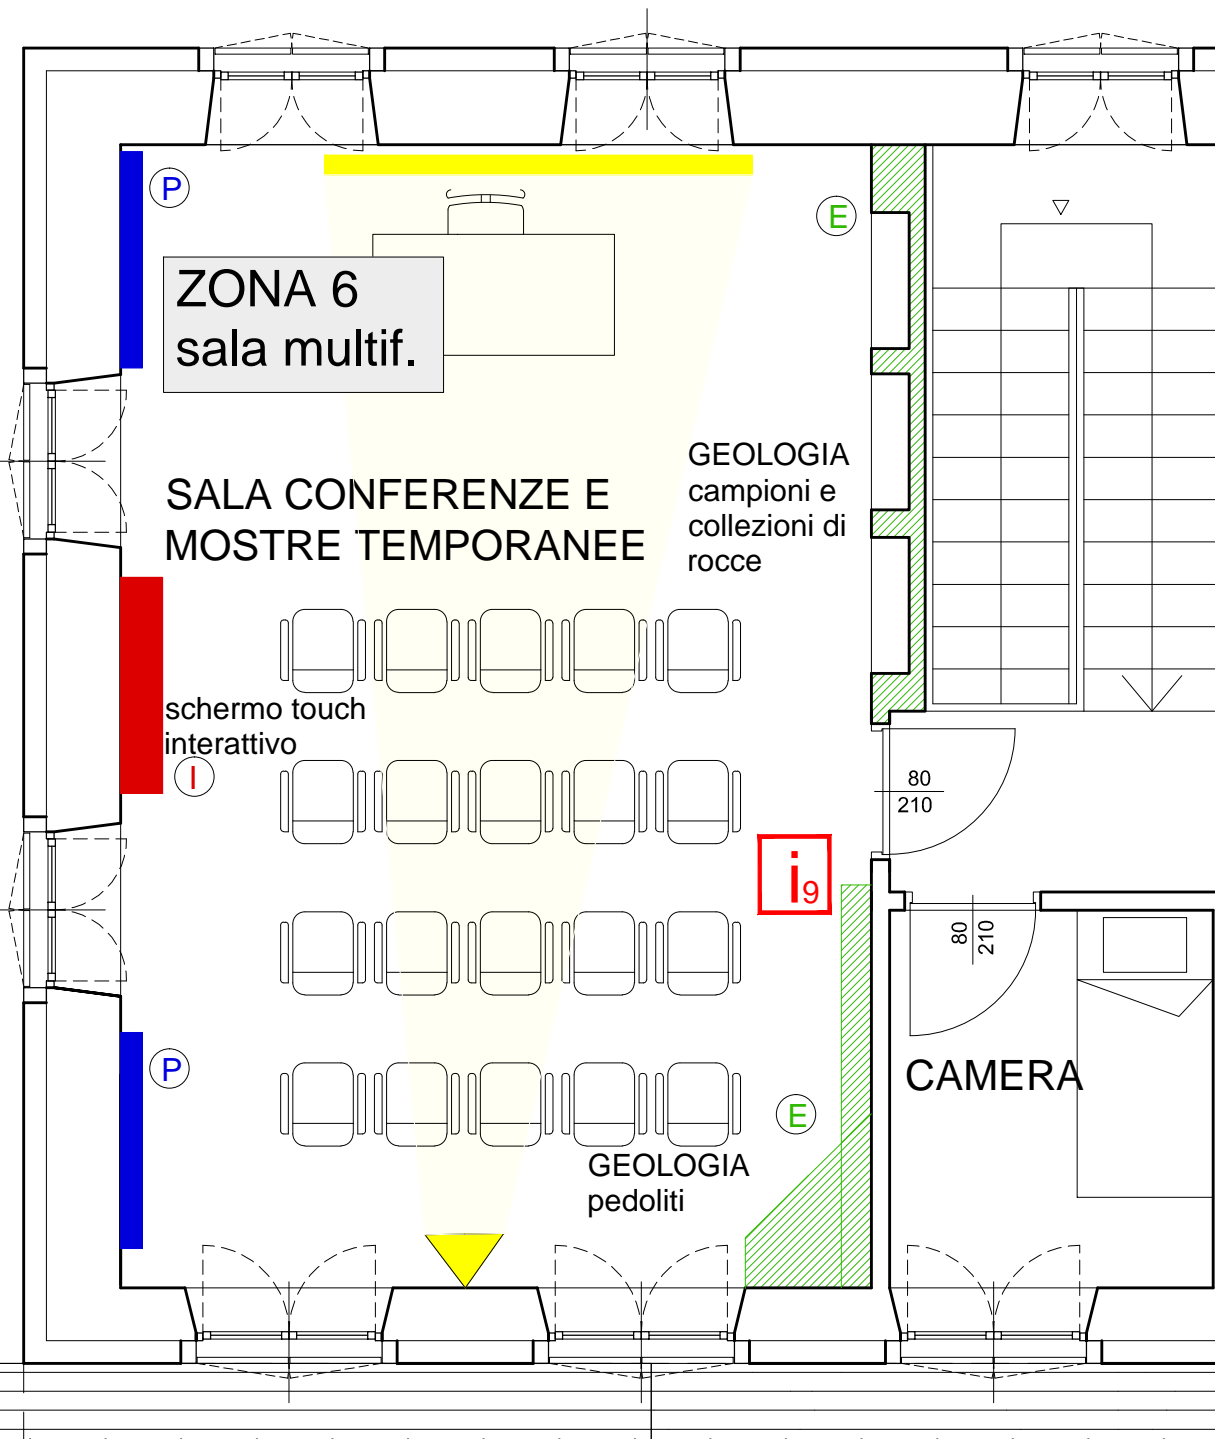 P
E
ZONA 6
sala multif.
GEOLOGIA
campioni e
collezioni di
rocce
SALA CONFERENZE E
MOSTRE TEMPORANEE
schermo touch
interattivo
I
80
210
i9
80
210
P
CAMERA
E
GEOLOGIA
pedoliti